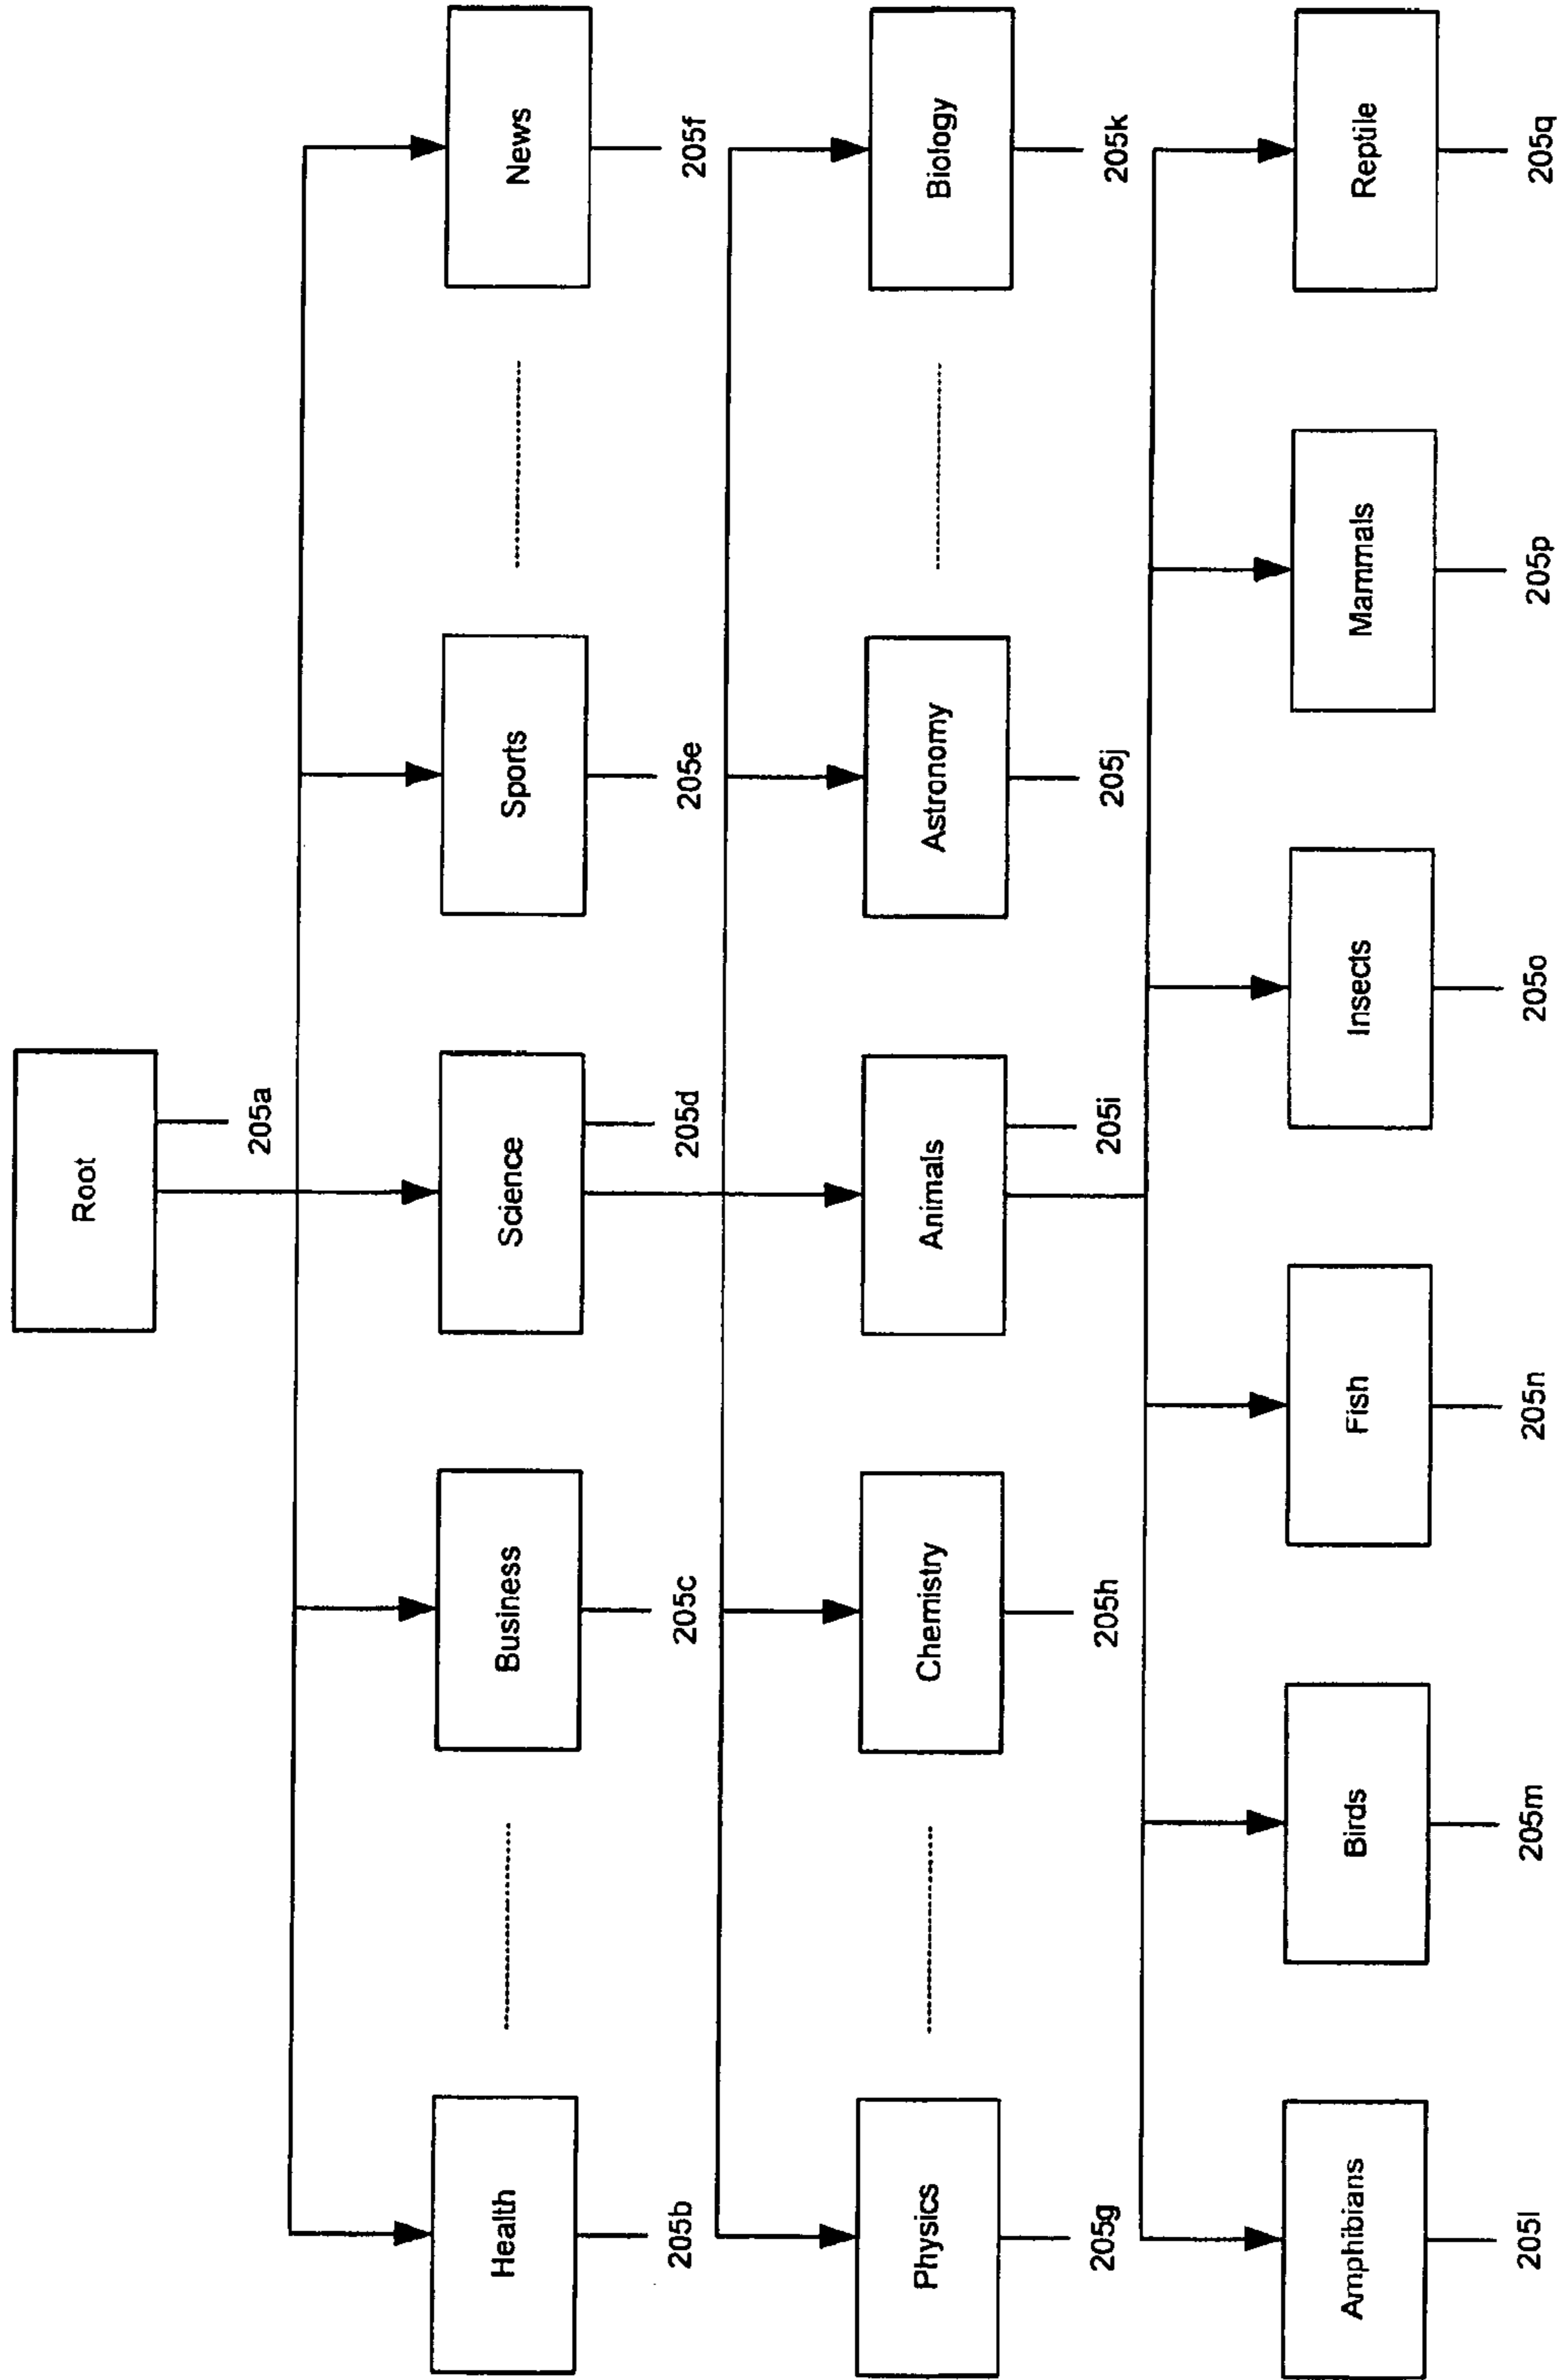 Root
205a
Health
Business
Science
Sports
News
205b
205c
205d
205e
205f
Physics
Chemistry
Animals
Astronomy
Biology
205g
205h
205i
205j
205k
Amphibians
Birds
Fish
Insects
Mammals
Reptile
205l
205m
205n
205o
205p
205q